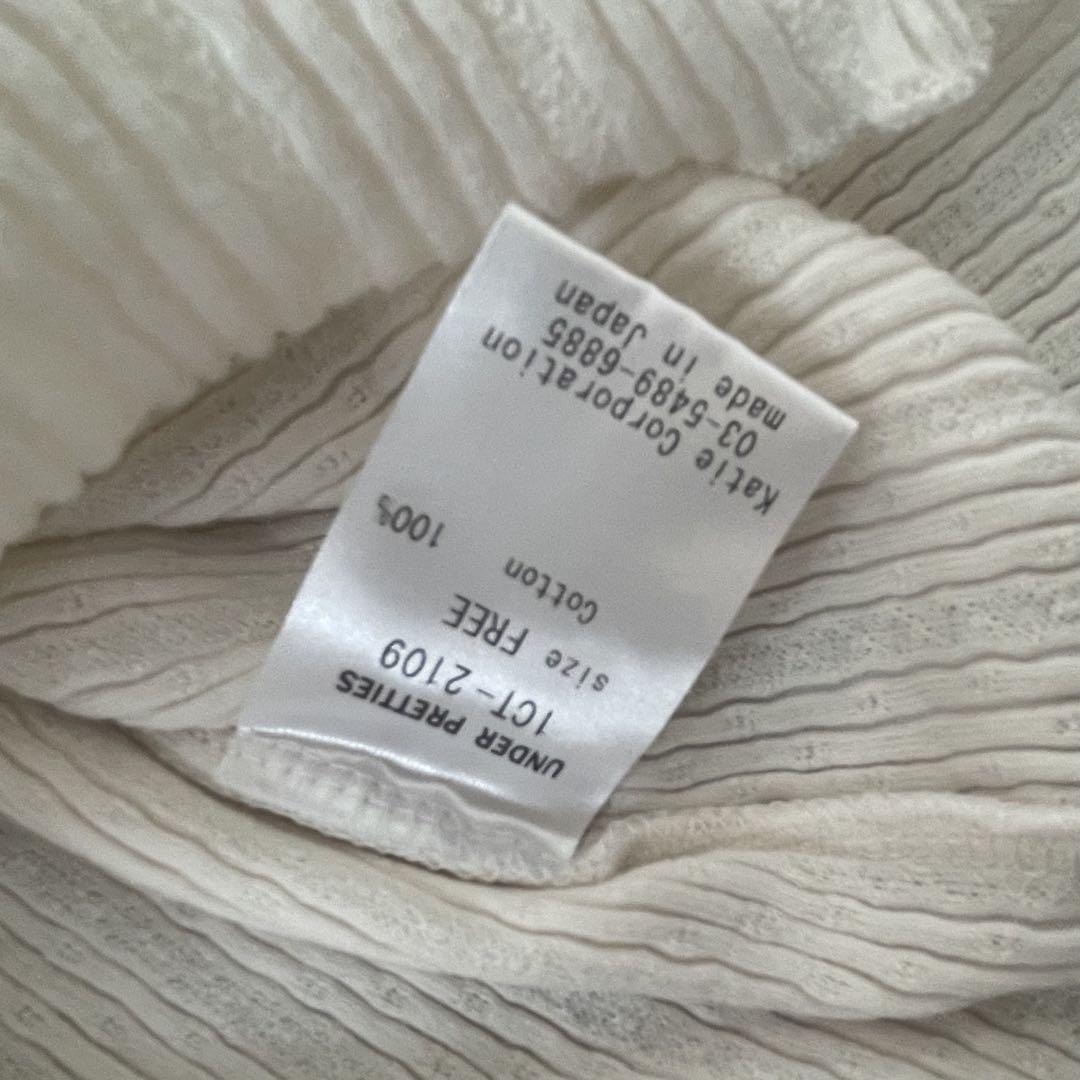 UNDER PRETTIES
1CT-2109
size FREE
Cotton 100%
Katie Corporation
03-5489-6885
made in Japan